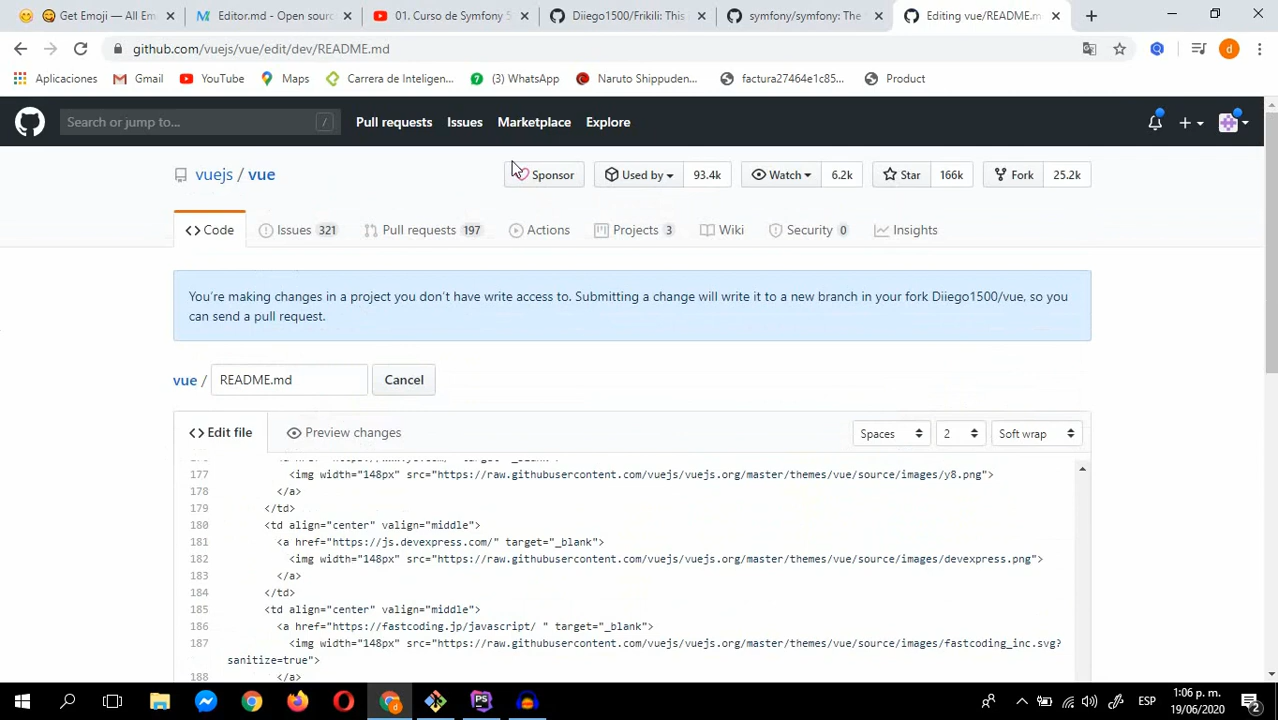 Get Emoji — All Em
Editor.md - Open sourc
01. Curso de Symfony 5
Diiego1500/Frikili: This
symfony/symfony: The
Editing vue/README.m
github.com/vuejs/vue/edit/dev/README.md
Aplicaciones
Gmail
YouTube
Maps
Carrera de Inteligen...
(3) WhatsApp
Naruto Shippuden...
factura27464e1c85...
Product
Search or jump to...
/
Pull requests
Issues
Marketplace
Explore
vuejs / vue
Sponsor
Used by
93.4k
Watch
6.2k
Star
166k
Fork
25.2k
Code
Issues 321
Pull requests 197
Actions
Projects 3
Wiki
Security 0
Insights
You're making changes in a project you don't have write access to. Submitting a change will write it to a new branch in your fork Diiego1500/vue, so you
can send a pull request.
vue / README.md
Cancel
Edit file
Preview changes
Spaces
2
Soft wrap
177 <img width="148px" src="https://raw.githubusercontent.com/vuejs/vuejs.org/master/themes/vue/source/images/y8.png">
178 </a>
179 </td>
180 <td align="center" valign="middle">
181 <a href="https://js.devexpress.com/" target="_blank">
182 <img width="148px" src="https://raw.githubusercontent.com/vuejs/vuejs.org/master/themes/vue/source/images/devexpress.png">
183 </a>
184 </td>
185 <td align="center" valign="middle">
186 <a href="https://fastcoding.jp/javascript/ " target="_blank">
187 <img width="148px" src="https://raw.githubusercontent.com/vuejs/vuejs.org/master/themes/vue/source/images/fastcoding_inc.svg?
sanitize=true">
188 </a>
ESP
1:06 p. m.
19/06/2020
2